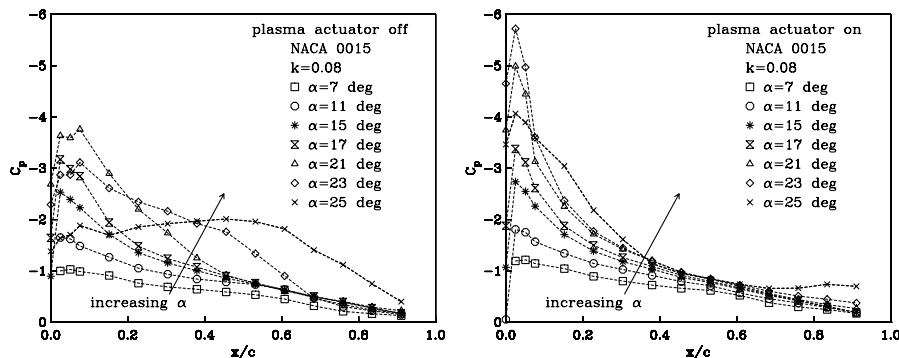 plasma actuator off
NACA 0015
k=0.08
α=7 deg
α=11 deg
α=15 deg
α=17 deg
α=21 deg
α=23 deg
α=25 deg
increasing α
-6
-5
-4
-3
-2
-1
0
Cp
0.0 0.2 0.4 0.6 0.8 1.0
x/c
plasma actuator on
NACA 0015
k=0.08
α=7 deg
α=11 deg
α=15 deg
α=17 deg
α=21 deg
α=23 deg
α=25 deg
increasing α
-6
-5
-4
-3
-2
-1
0
Cp
0.0 0.2 0.4 0.6 0.8 1.0
x/c